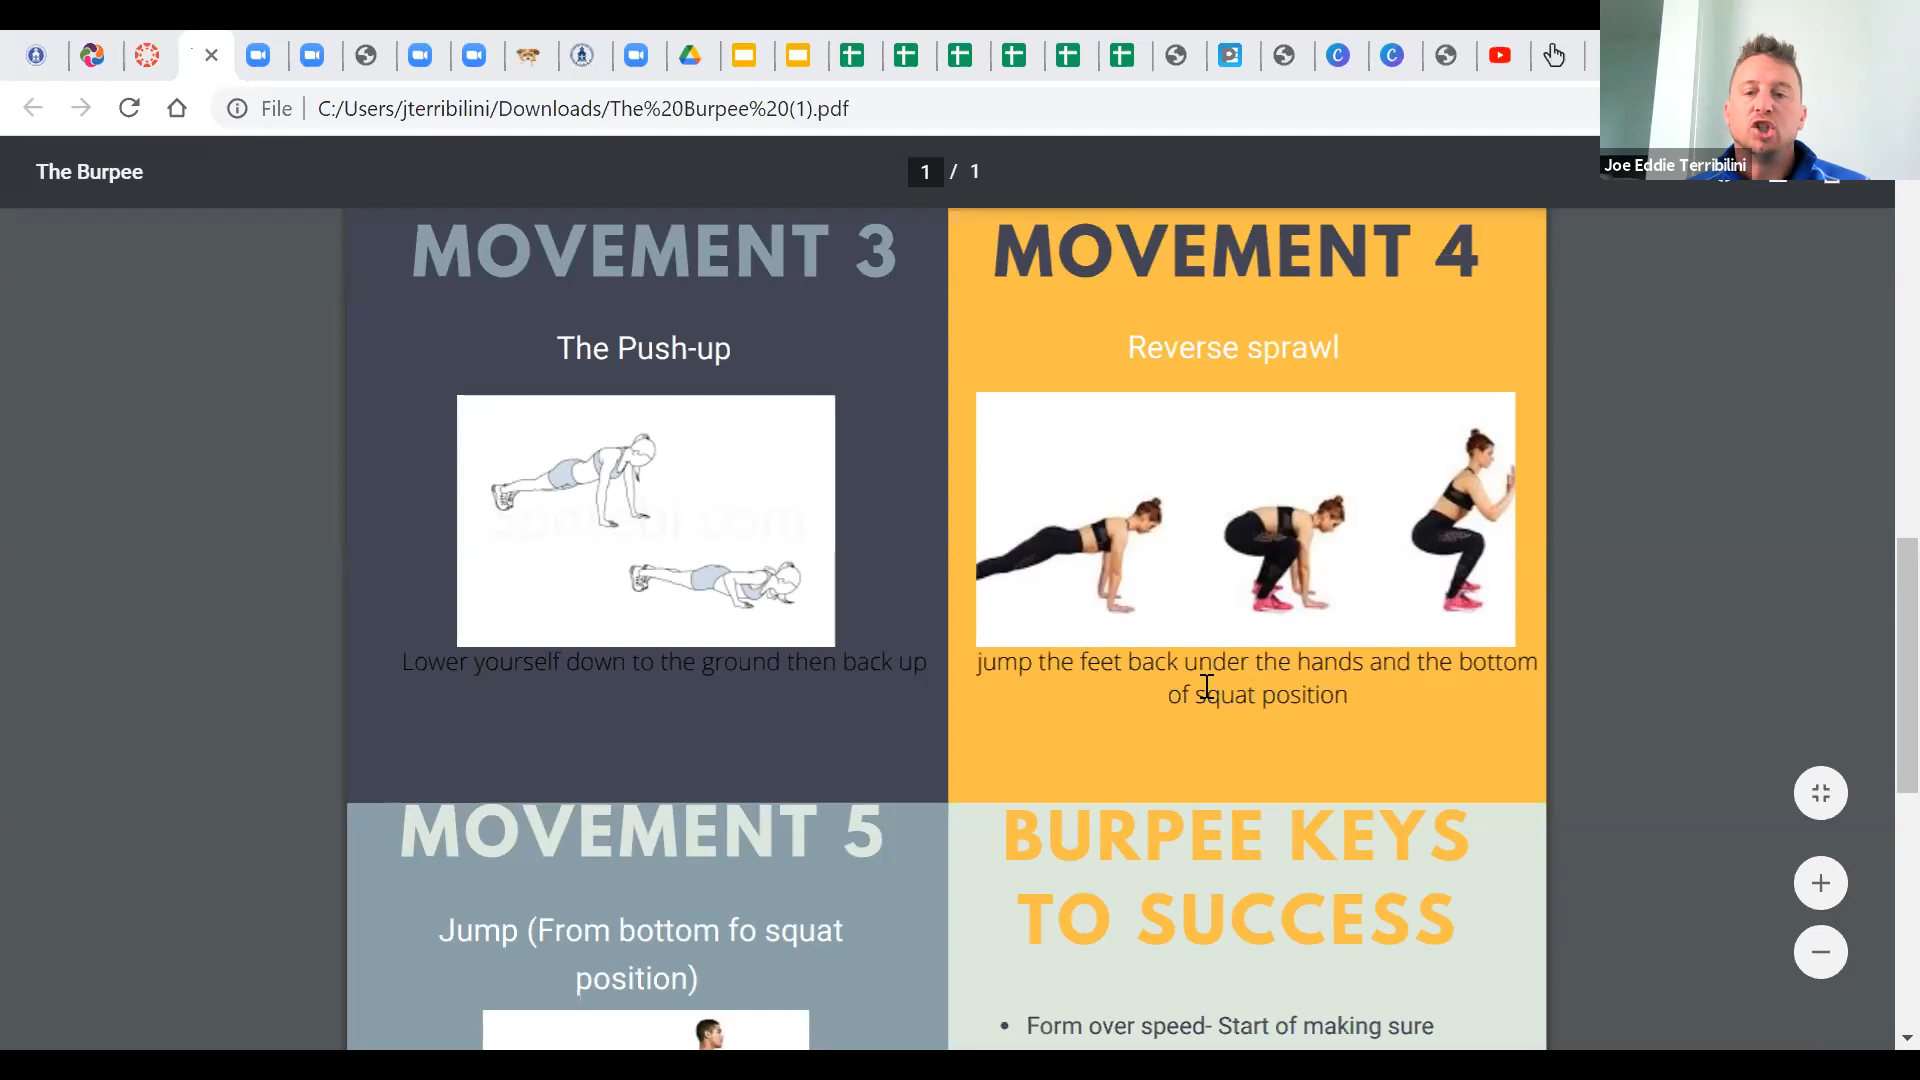 File
C:/Users/jterribilini/Downloads/The%20Burpee%20(1).pdf
Joe Eddie Terribilini
The Burpee
1 / 1
MOVEMENT 3
The Push-up
Lower yourself down to the ground then back up
MOVEMENT 4
Reverse sprawl
jump the feet back under the hands and the bottom
of squat position
MOVEMENT 5
Jump (From bottom fo squat
position)
BURPEE KEYS
TO SUCCESS
• Form over speed- Start of making sure